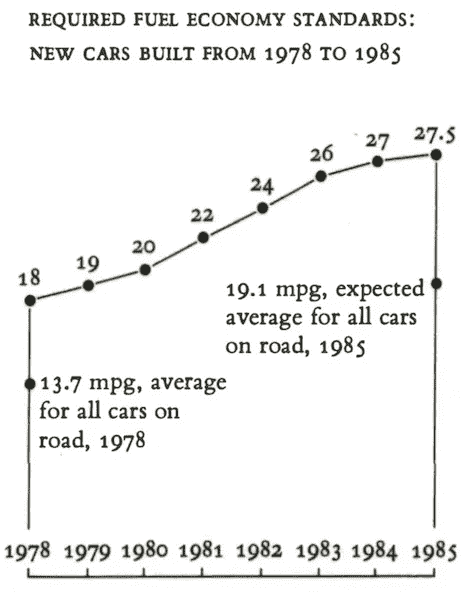 REQUIRED FUEL ECONOMY STANDARDS:
NEW CARS BUILT FROM 1978 TO 1985
18
19
20
22
24
26
27
27.5
19.1 mpg, expected
average for all cars
on road, 1985
13.7 mpg, average
for all cars on
road, 1978
1978 1979 1980 1981 1982 1983 1984 1985